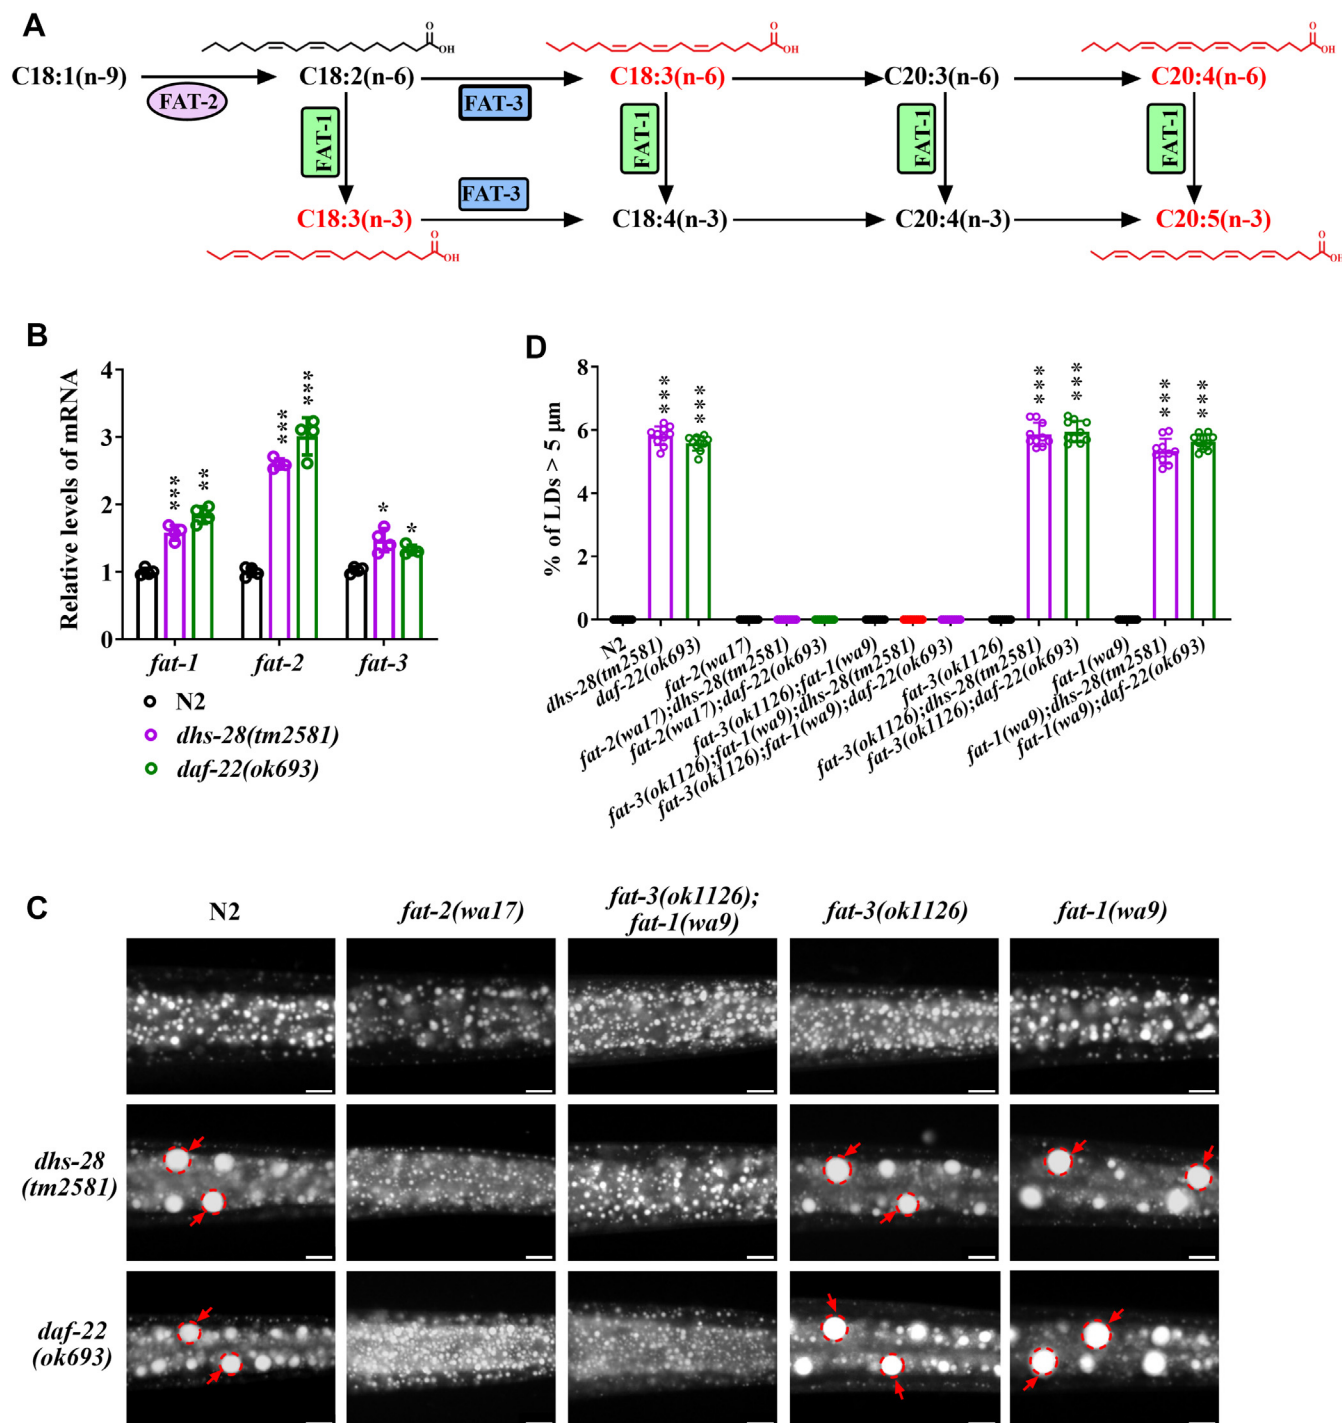 A
C18:1(n-9)
FAT-2
O
OH
C18:2(n-6)
FAT-1
FAT-3
O
OH
C18:3(n-6)
FAT-1
C20:3(n-6)
FAT-1
O
OH
C20:4(n-6)
FAT-1
C18:3(n-3)
O
OH
FAT-3
C18:4(n-3)
C20:4(n-3)
C20:5(n-3)
O
OH
B
Relative levels of mRNA
4
3
2
1
0
***
**
***
***
*
*
fat-1
fat-2
fat-3
N2
dhs-28(tm2581)
daf-22(ok693)
D
% of LDs > 5 µm
8
6
4
2
0
***
***
***
***
***
***
N2
dhs-28(tm2581)
daf-22(ok693)
fat-2(wa17)
fat-2(wa17);dhs-28(tm2581)
fat-2(wa17);daf-22(ok693)
fat-3(ok1126);fat-1(wa9)
fat-3(ok1126);fat-1(wa9);dhs-28(tm2581)
fat-3(ok1126);fat-1(wa9);daf-22(ok693)
fat-3(ok1126)
fat-3(ok1126);dhs-28(tm2581)
fat-3(ok1126);daf-22(ok693)
fat-1(wa9)
fat-1(wa9);dhs-28(tm2581)
fat-1(wa9);daf-22(ok693)
C
N2
fat-2(wa17)
fat-3(ok1126);
fat-1(wa9)
fat-3(ok1126)
fat-1(wa9)
dhs-28
(tm2581)
daf-22
(ok693)